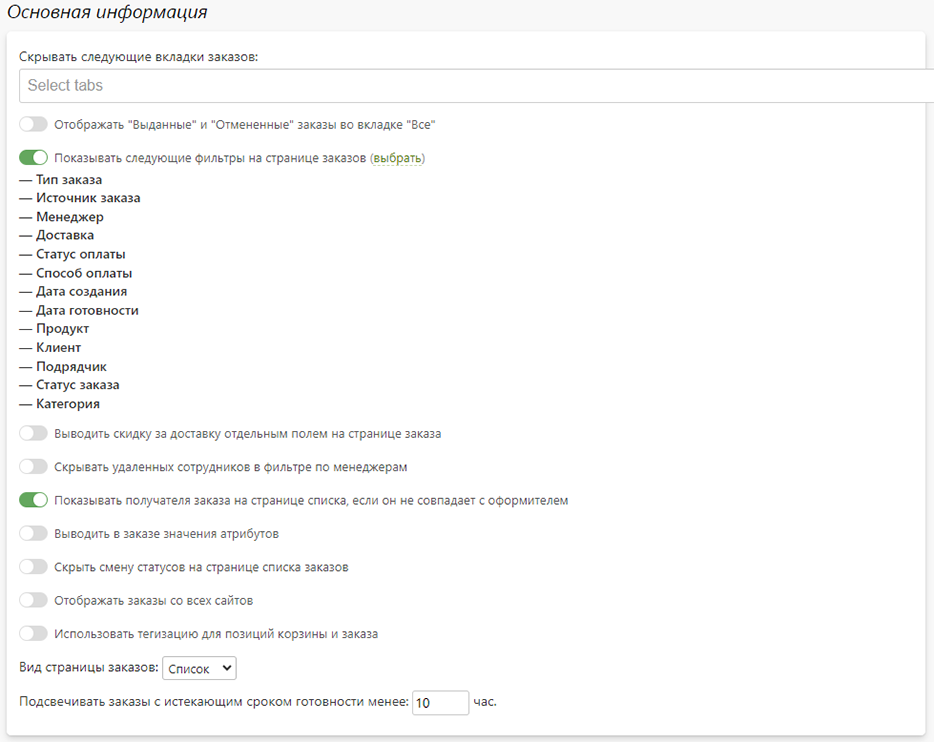 Основная информация
Скрывать следующие вкладки заказов:
Select tabs
Отображать "Выданные" и "Отмененные" заказы во вкладке "Все"
Показывать следующие фильтры на странице заказов (выбрать)
— Тип заказа
— Источник заказа
— Менеджер
— Доставка
— Статус оплаты
— Способ оплаты
— Дата создания
— Дата готовности
— Продукт
— Клиент
— Подрядчик
— Статус заказа
— Категория
Выводить скидку за доставку отдельным полем на странице заказа
Скрывать удаленных сотрудников в фильтре по менеджерам
Показывать получателя заказа на странице списка, если он не совпадает с оформителем
Выводить в заказе значения атрибутов
Скрыть смену статусов на странице списка заказов
Отображать заказы со всех сайтов
Использовать тегизацию для позиций корзины и заказа
Вид страницы заказов: Список
Подсвечивать заказы с истекающим сроком готовности менее: 10 час.